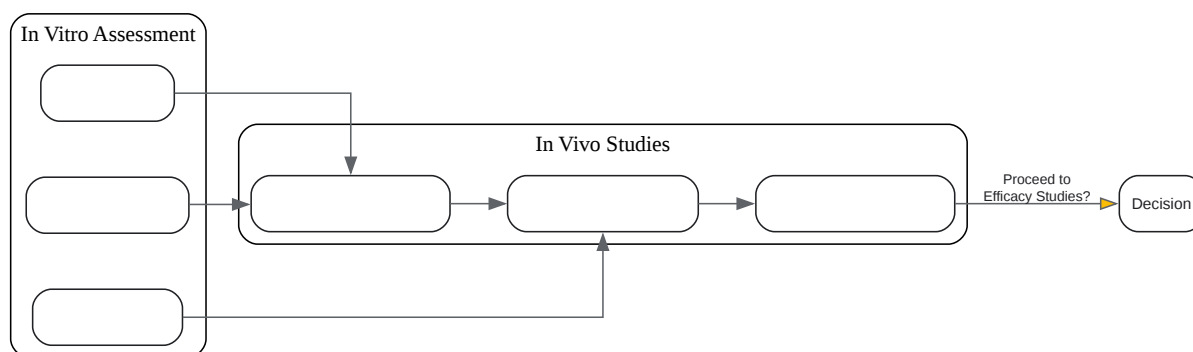 In Vitro Assessment
In Vivo Studies
Proceed to
Efficacy Studies?
Decision